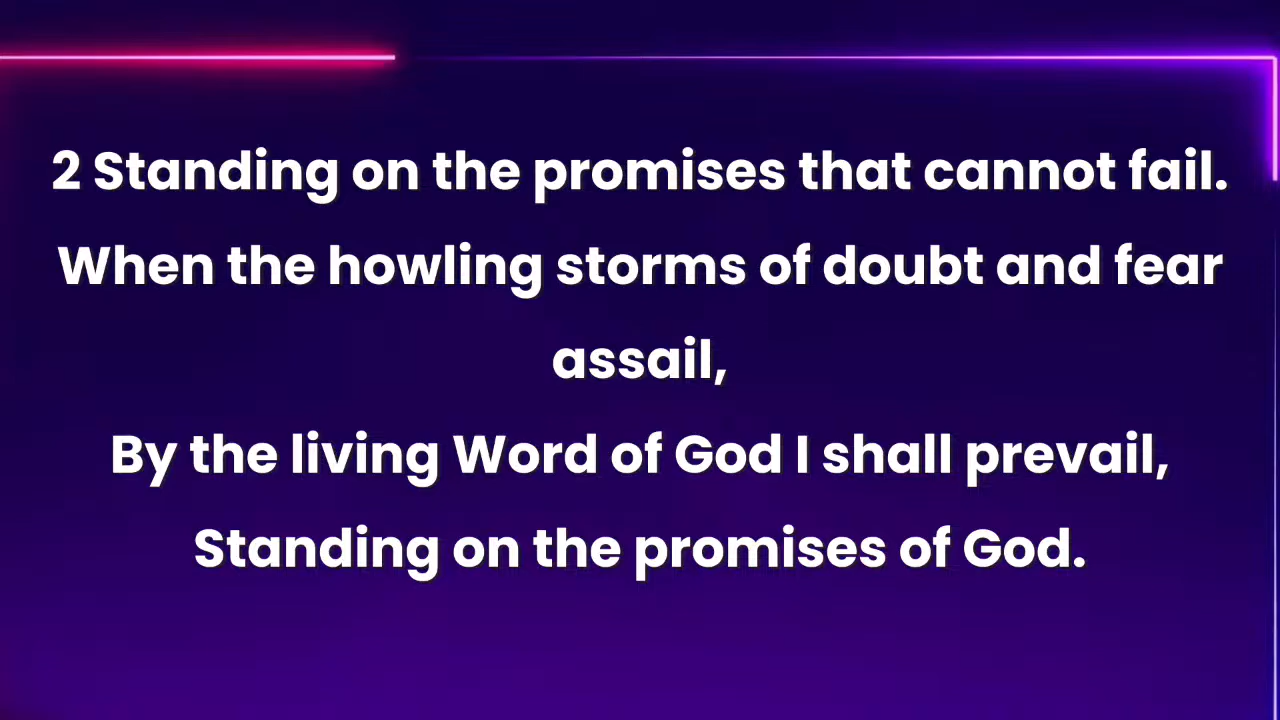 2 Standing on the promises that cannot fail.
When the howling storms of doubt and fear
assail,
By the living Word of God I shall prevail,
Standing on the promises of God.